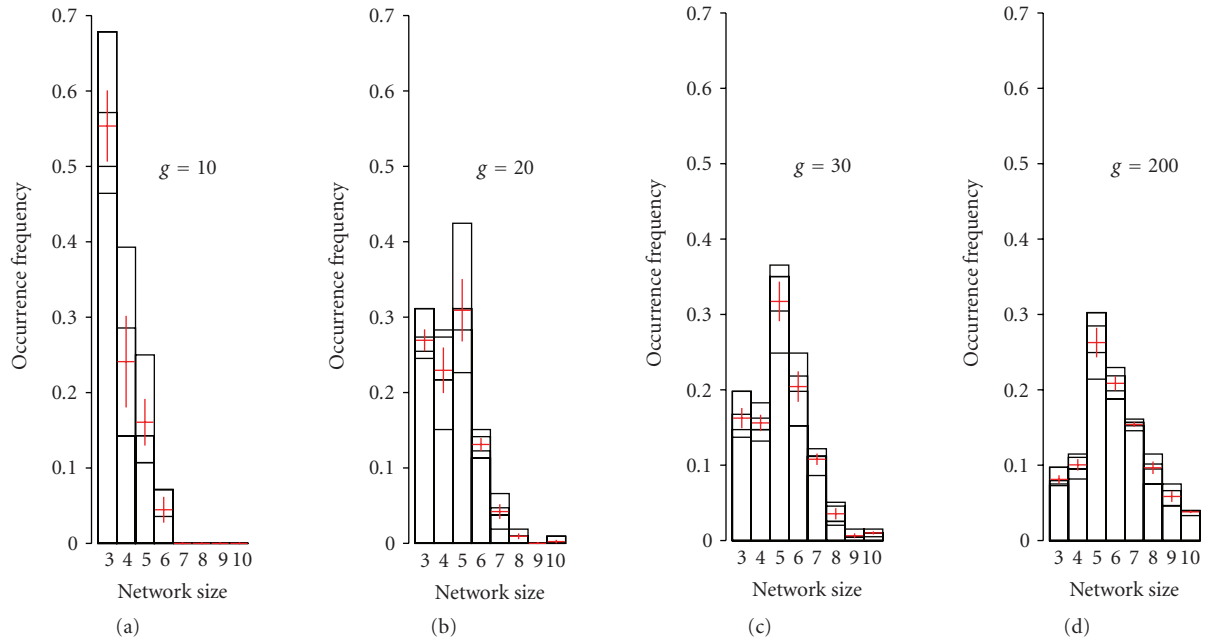 0.7
0.6
0.5
0.4
0.3
0.2
0.1
0
Occurrence frequency
g = 10
3 4 5 6 7 8 9 10
Network size
(a)
0.7
0.6
0.5
0.4
0.3
0.2
0.1
0
Occurrence frequency
g = 20
3 4 5 6 7 8 9 10
Network size
(b)
0.7
0.6
0.5
0.4
0.3
0.2
0.1
0
Occurrence frequency
g = 30
3 4 5 6 7 8 9 10
Network size
(c)
0.7
0.6
0.5
0.4
0.3
0.2
0.1
0
Occurrence frequency
g = 200
3 4 5 6 7 8 9 10
Network size
(d)